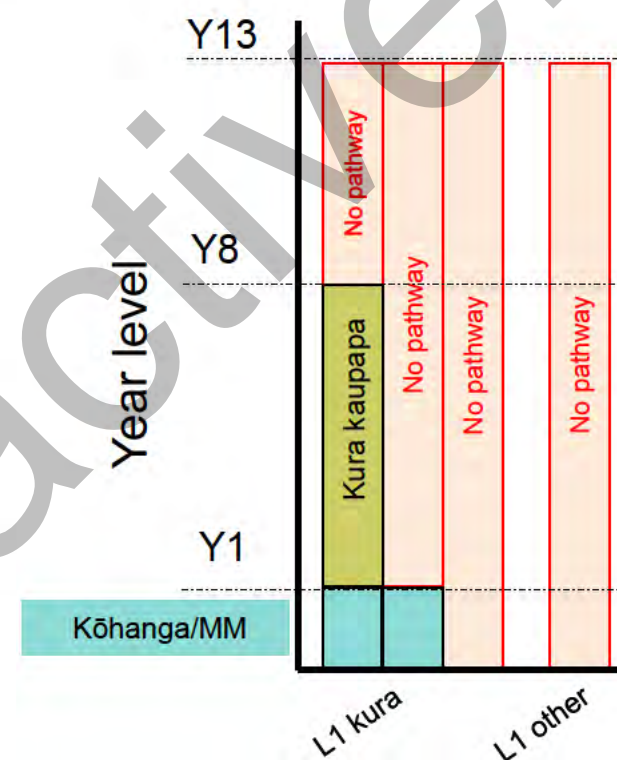 Y13
Y8
Y1
Year level
Kōhanga/MM
No pathway
Kura kaupapa
No pathway
No pathway
No pathway
L1 kura
L1 other